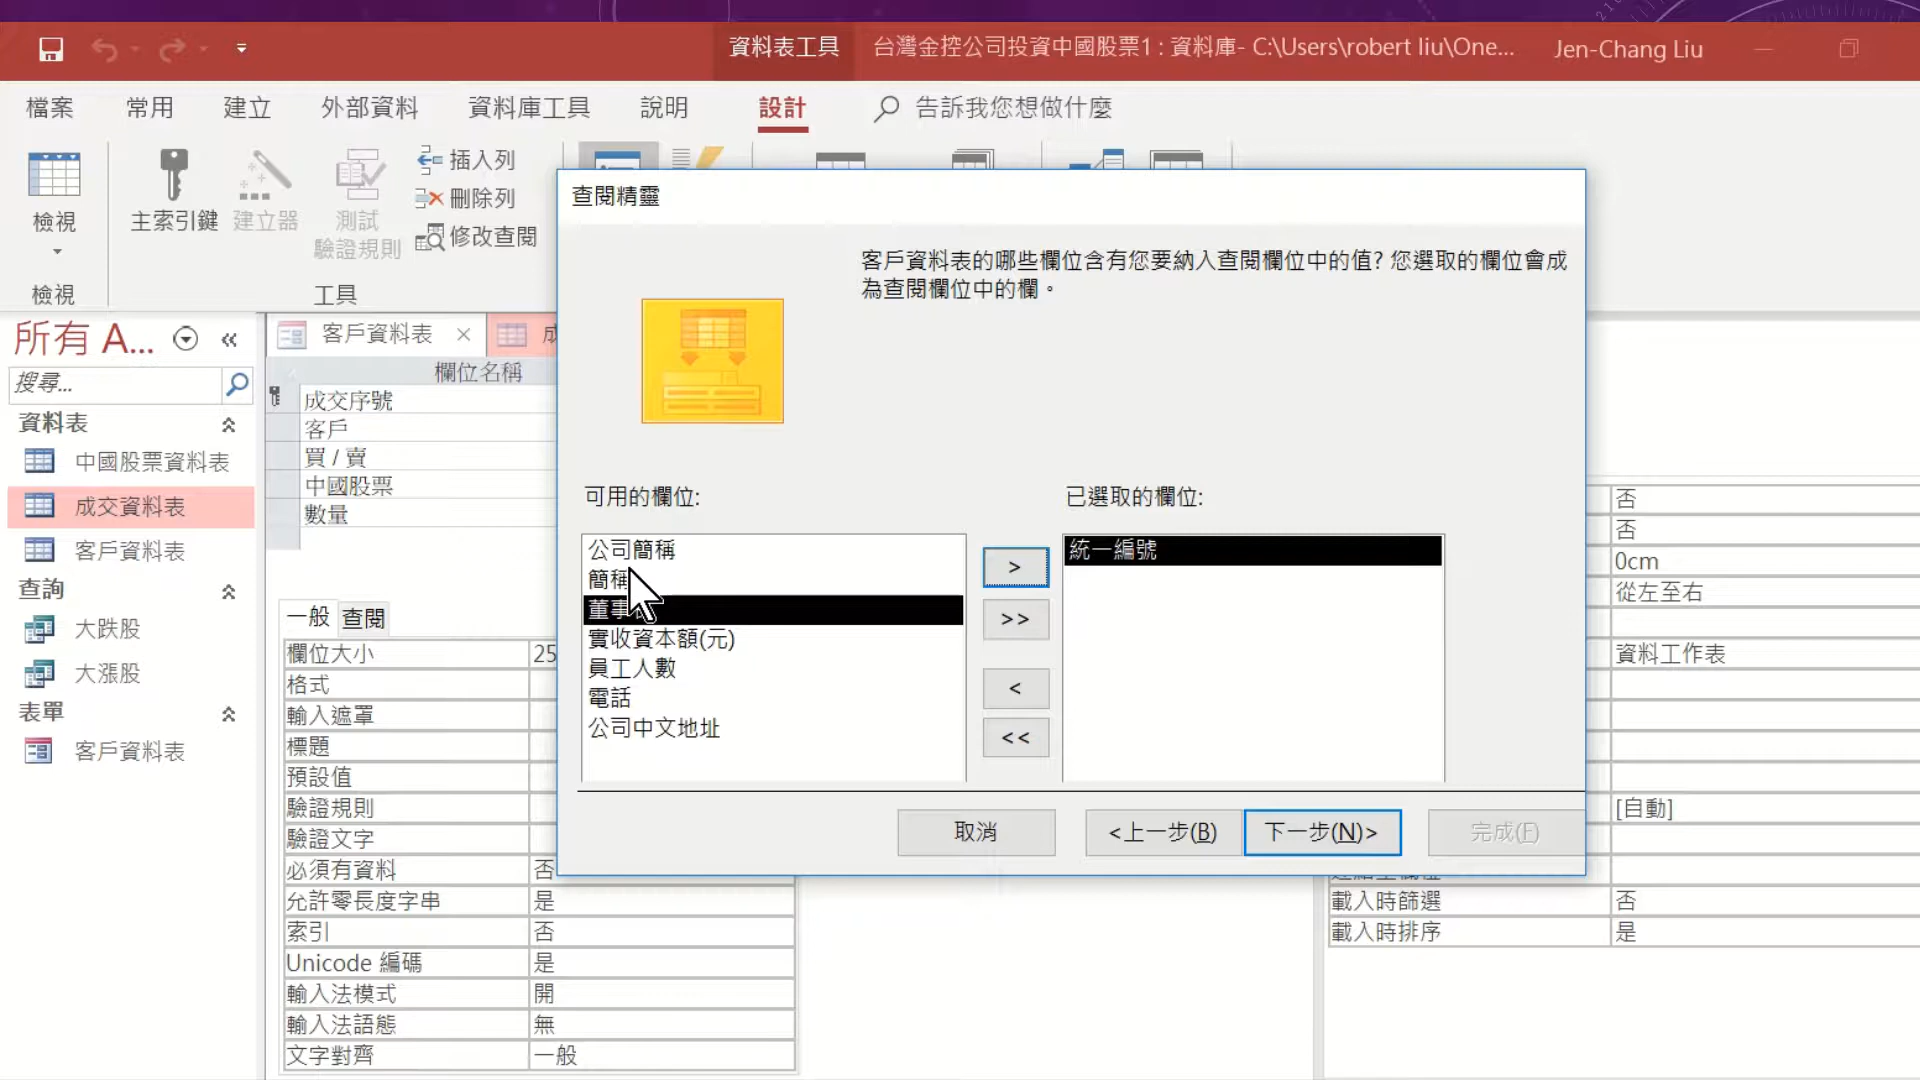 資料表工具
台灣金控公司投資中國股票1 : 資料庫- C:\Users\robert liu\One...
Jen-Chang Liu
檔案
常用
建立
外部資料
資料庫工具
說明
設計
告訴我您想做什麼
檢視
主索引鍵
建立器
測試
驗證規則
插入列
刪除列
修改查閱
檢視
工具
所有 A...
搜尋...
資料表
中國股票資料表
成交資料表
客戶資料表
查詢
大跌股
大漲股
表單
客戶資料表
客戶資料表
欄位名稱
成交序號
客戶
買 / 賣
中國股票
數量
一般
查閱
欄位大小 25
格式
輸入遮罩
標題
預設值
驗證規則
驗證文字
必須有資料 否
允許零長度字串 是
索引 否
Unicode 編碼 是
輸入法模式 開
輸入法語態 無
文字對齊 一般
查閱精靈
客戶資料表的哪些欄位含有您要納入查閱欄位中的值? 您選取的欄位會成
為查閱欄位中的欄。
可用的欄位:
公司簡稱
簡稱
董事
實收資本額(元)
員工人數
電話
公司中文地址
>
>>
<
<<
已選取的欄位:
統一編號
取消
<上一步(B)
下一步(N)>
完成(F)
否
否
0cm
從左至右
資料工作表
[自動]
載入時篩選 否
載入時排序 是